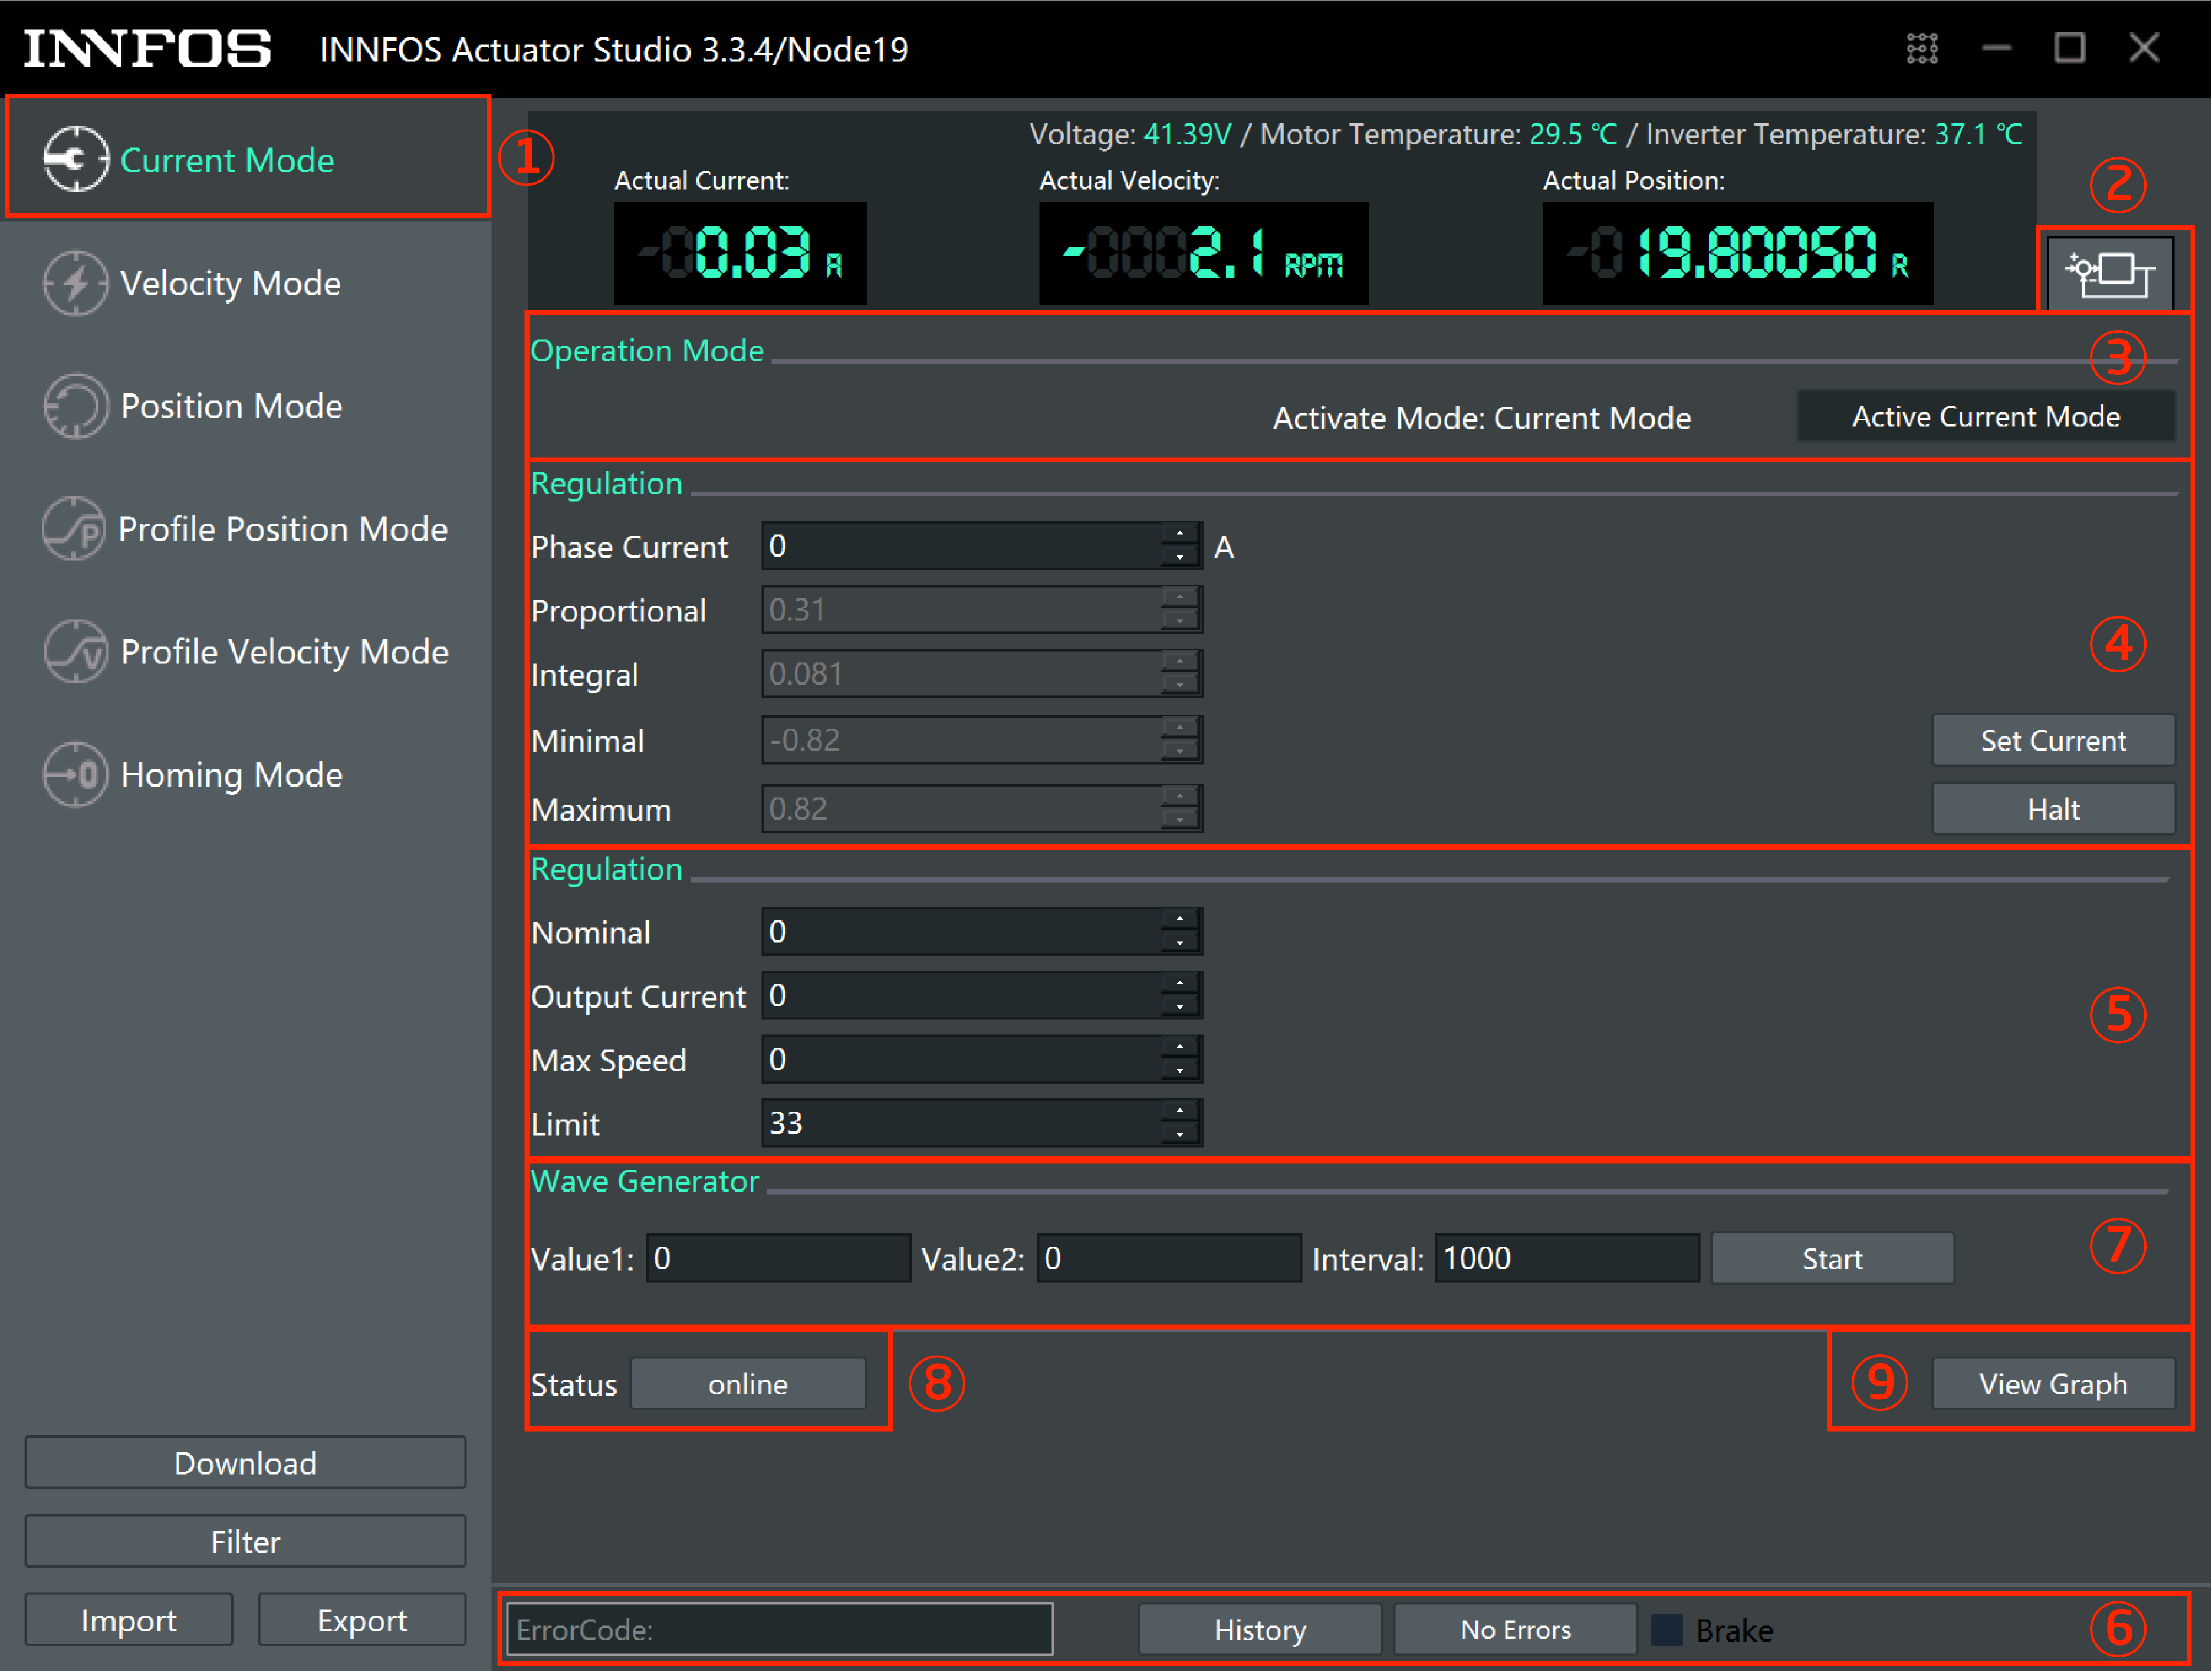 INNFOS INNFOS Actuator Studio 3.3.4/Node19
Current Mode ①
Velocity Mode
Position Mode
Profile Position Mode
Profile Velocity Mode
Homing Mode
Download
Filter
Import Export
Voltage: 41.39V / Motor Temperature: 29.5 ℃ / Inverter Temperature: 37.1 ℃
Actual Current: Actual Velocity: Actual Position:
0.03 A -2.1 RPM 19.80050 R
②
Operation Mode
③
Activate Mode: Current Mode Active Current Mode
Regulation
Phase Current 0 A
Proportional 0.31
Integral 0.081
④
Minimal -0.82 Set Current
Maximum 0.82 Halt
Regulation
Nominal 0
Output Current 0
⑤
Max Speed 0
Limit 33
Wave Generator
Value1: 0 Value2: 0 Interval: 1000 Start ⑦
Status online ⑧ ⑨ View Graph
ErrorCode: History No Errors Brake ⑥